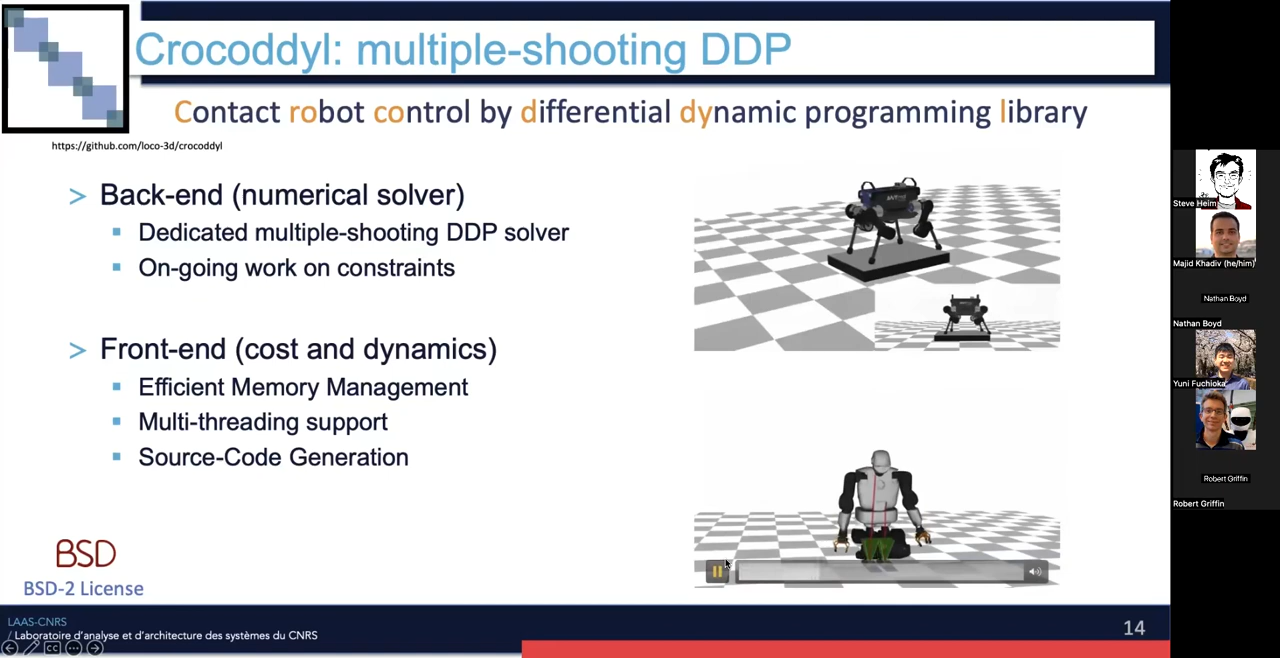 Crocoddyl: multiple-shooting DDP
Contact robot control by differential dynamic programming library
https://github.com/loco-3d/crocoddyl
> Back-end (numerical solver)
▪ Dedicated multiple-shooting DDP solver
▪ On-going work on constraints
> Front-end (cost and dynamics)
▪ Efficient Memory Management
▪ Multi-threading support
▪ Source-Code Generation
BSD
BSD-2 License
LAAS-CNRS
/ Laboratoire d'analyse et d'architecture des systèmes du CNRS
14
CC
Steve Heim
Majid Khadiv (he/him)
Nathan Boyd
Nathan Boyd
Yuni Fuchioka
Robert Griffin
Robert Griffin